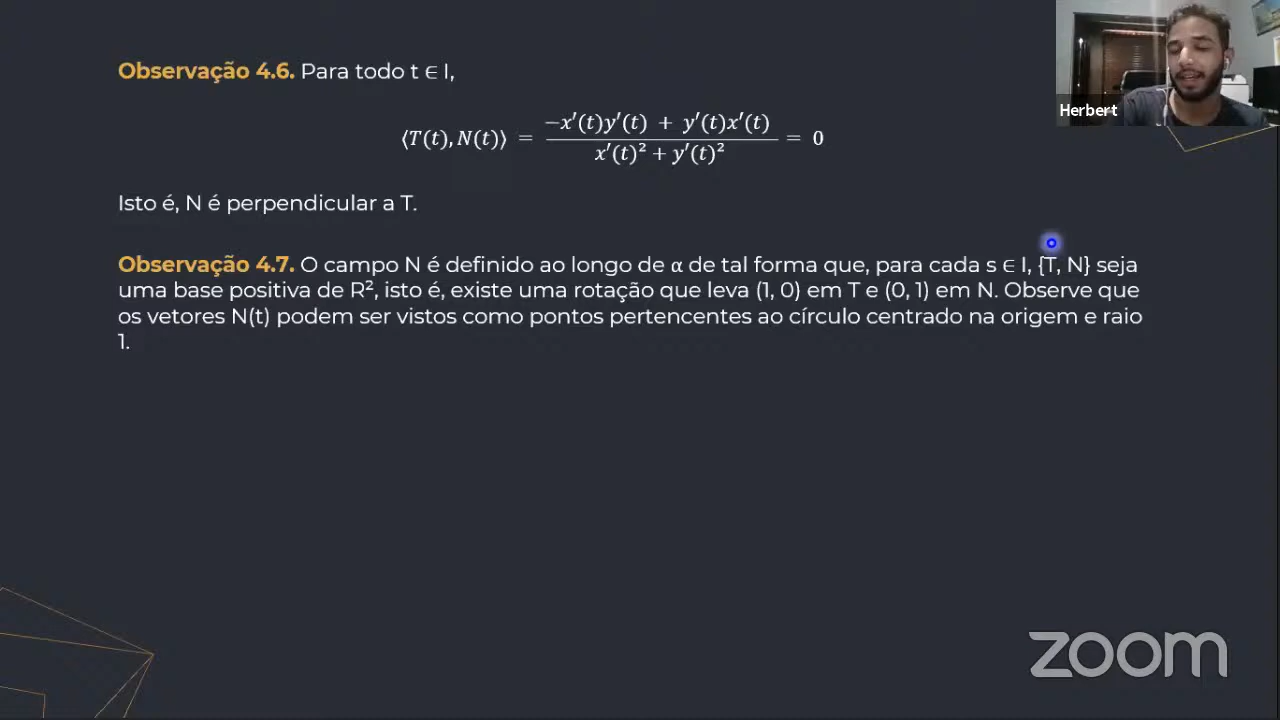 Observação 4.6. Para todo t ∈ I,
⟨T(t), N(t)⟩ = (−x′(t)y′(t) + y′(t)x′(t)) / (x′(t)² + y′(t)²) = 0
Isto é, N é perpendicular a T.
Observação 4.7. O campo N é definido ao longo de α de tal forma que, para cada s ∈ I, {T, N} seja
uma base positiva de R², isto é, existe uma rotação que leva (1, 0) em T e (0, 1) em N. Observe que
os vetores N(t) podem ser vistos como pontos pertencentes ao círculo centrado na origem e raio
1.
Herbert
zoom